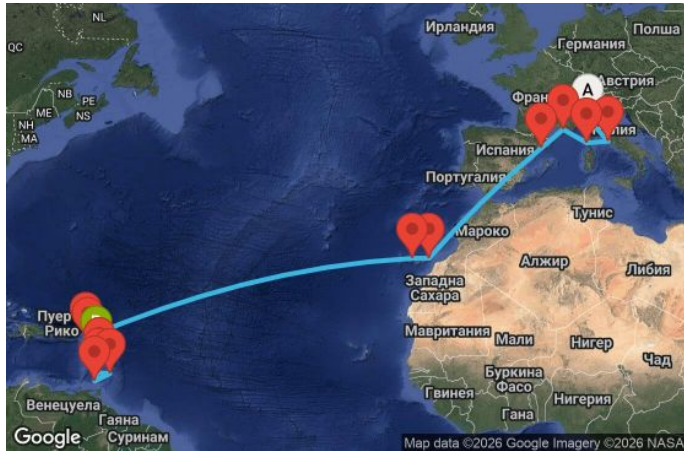 NL
QC
NB
PE
ME
NS
NH
MA
Ирландия
Полша
Германия
Австрия
Фран
лия
Испания
Португалия
Тунис
Мароко
Алжир
Либия
Западна
Сахара
Пуер
Рико
Мавритания
Мали
Нигер
Чад
Буркина
Фасо
Гвинея
Нигерия
Гана
Венецуела
Гаяна
Суринам
A
Google
Map data ©2026 Google Imagery ©2026 NASA